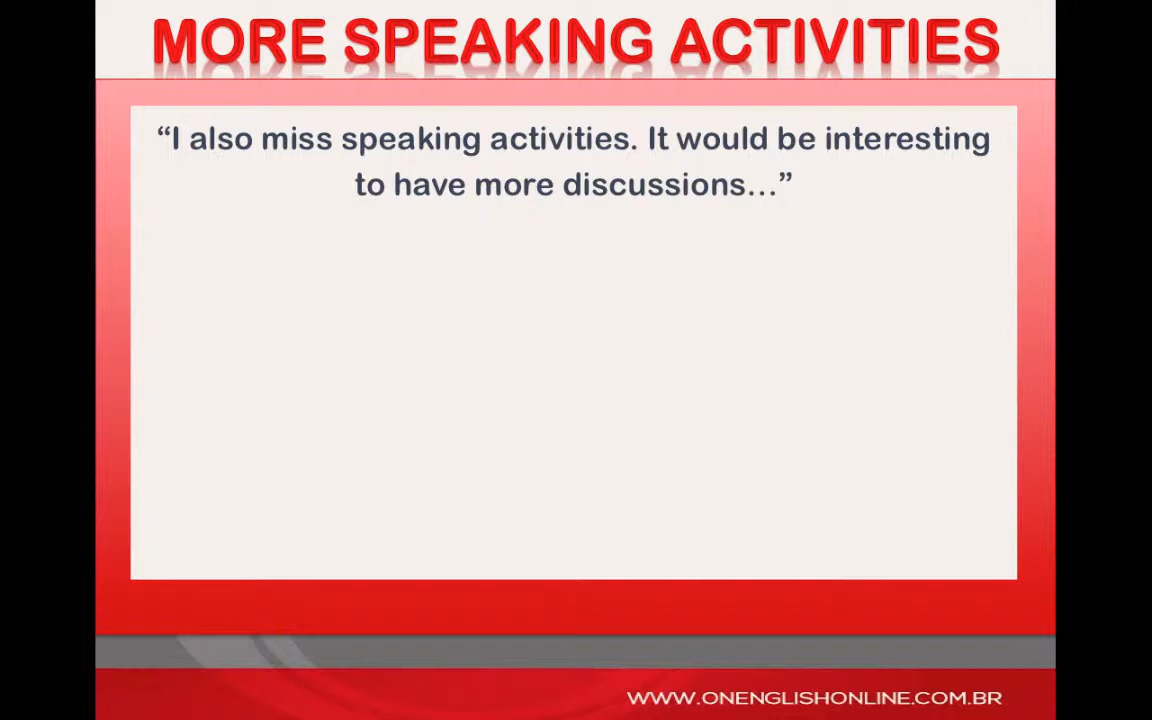 MORE SPEAKING ACTIVITIES
“I also miss speaking activities. It would be interesting
to have more discussions…”
WWW.ONENGLISHONLINE.COM.BR